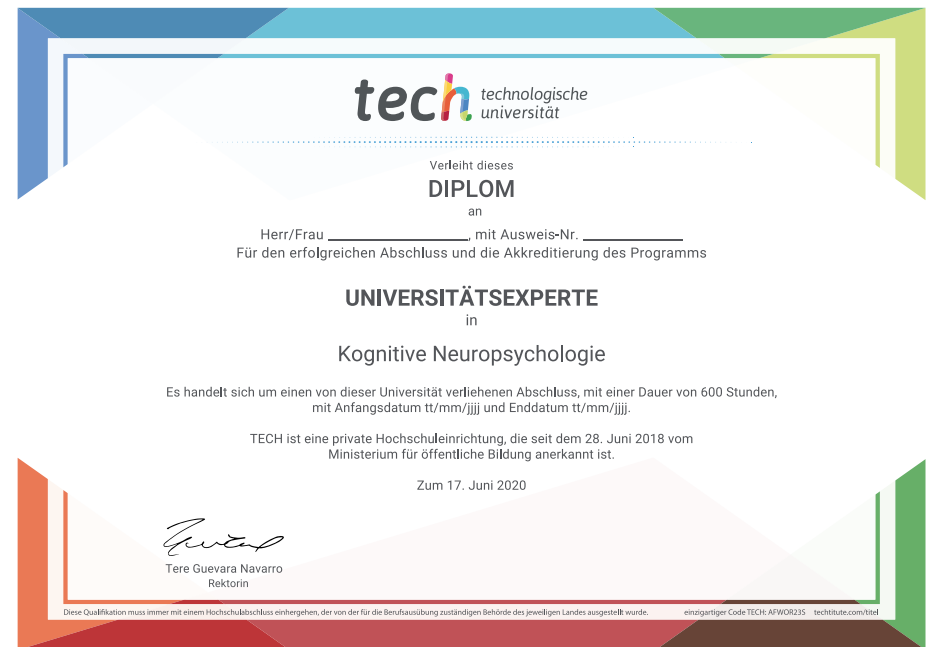 tech technologische
universität
Verleiht dieses
DIPLOM
an
Herr/Frau ____________________, mit Ausweis-Nr. ______________
Für den erfolgreichen Abschluss und die Akkreditierung des Programms
UNIVERSITÄTSEXPERTE
in
Kognitive Neuropsychologie
Es handelt sich um einen von dieser Universität verliehenen Abschluss, mit einer Dauer von 600 Stunden,
mit Anfangsdatum tt/mm/jjjj und Enddatum tt/mm/jjjj.
TECH ist eine private Hochschuleinrichtung, die seit dem 28. Juni 2018 vom
Ministerium für öffentliche Bildung anerkannt ist.
Zum 17. Juni 2020
Tere Guevara Navarro
Rektorin
Diese Qualifikation muss immer mit einem Hochschulabschluss einhergehen, der von der für die Berufsausübung zuständigen Behörde des jeweiligen Landes ausgestellt wurde. einzigartiger Code TECH: AFWOR23S techtitute.com/titel